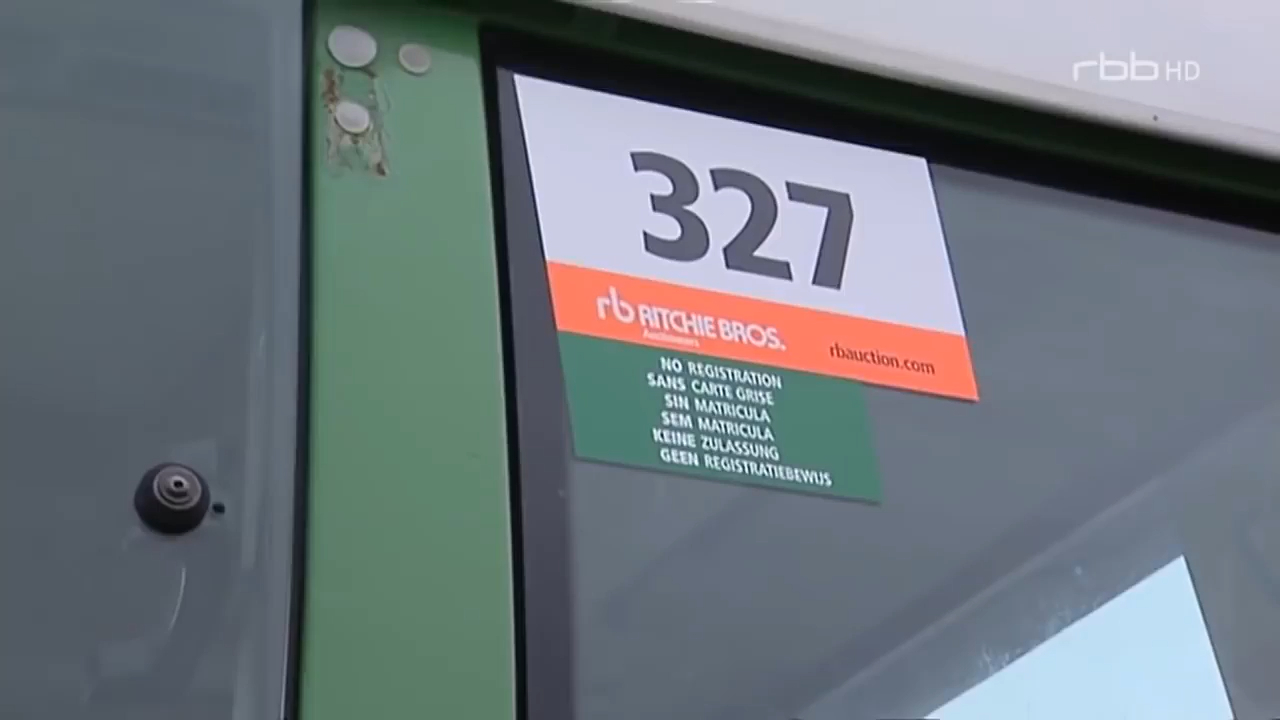 rbb HD
327
rb RITCHIE BROS.
Auctioneers
rbauction.com
NO REGISTRATION
SANS CARTE GRISE
SIN MATRICULA
SEM MATRICULA
KEINE ZULASSUNG
GEEN REGISTRATIEBEWIJS